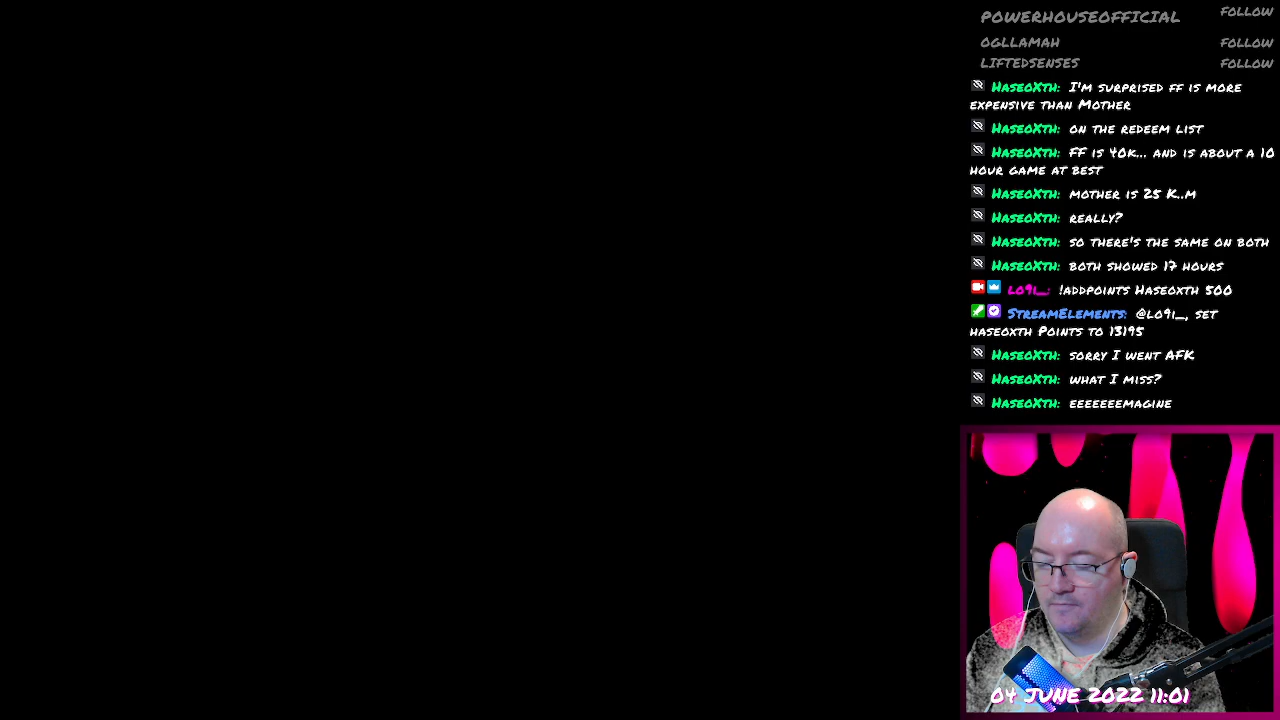 POWERHOUSEOFFICIAL FOLLOW
OGLLAMAH FOLLOW
LIFTEDSENSES FOLLOW
HaseoXth: I'm surprised ff is more
expensive than Mother
HaseoXth: on the redeem list
HaseoXth: FF is 40k... and is about a 10
hour game at best
HaseoXth: mother is 25 K..m
HaseoXth: really?
HaseoXth: so there's the same on both
HaseoXth: both showed 17 hours
lo9i_: !addpoints Haseoxth 500
StreamElements: @lo9i_, set
haseoxth Points to 13195
HaseoXth: sorry I went AFK
HaseoXth: what I miss?
HaseoXth: eeeeeeemagine
04 JUNE 2022 11:01